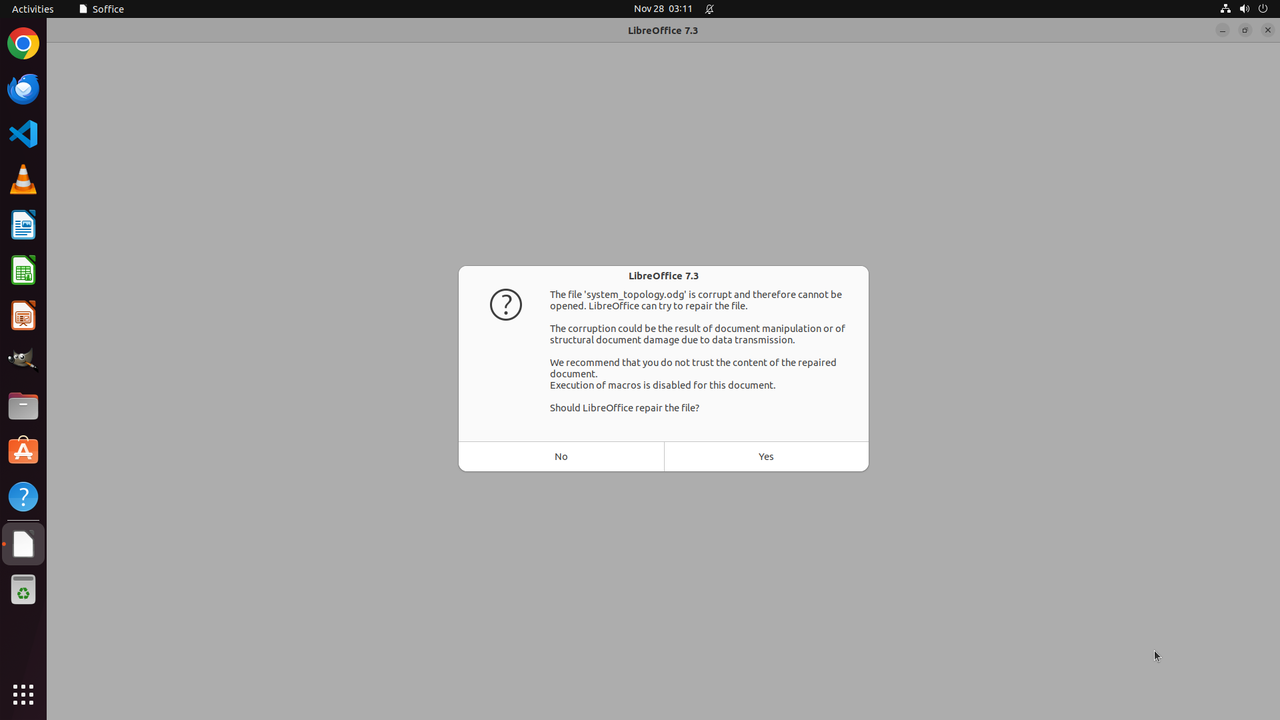 Activities
Soffice
Nov 28 03:11
LibreOffice 7.3
LibreOffice 7.3
The file 'system_topology.odg' is corrupt and therefore cannot be
opened. LibreOffice can try to repair the file.
The corruption could be the result of document manipulation or of
structural document damage due to data transmission.
We recommend that you do not trust the content of the repaired
document.
Execution of macros is disabled for this document.
Should LibreOffice repair the file?
No
Yes